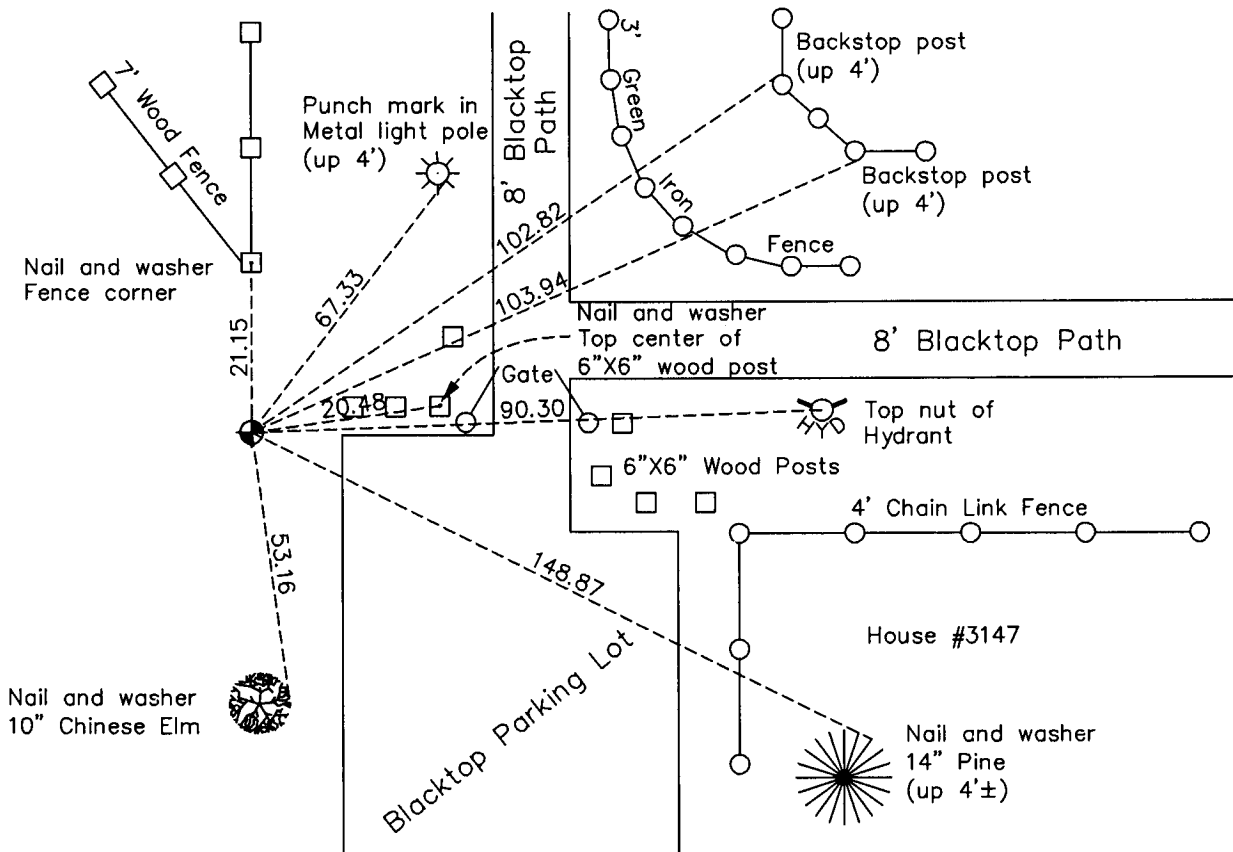 7' Wood Fence
Punch mark in
Metal light pole
(up 4')
8' Blacktop
Path
3' Green Iron Fence
Backstop post
(up 4')
Backstop post
(up 4')
Nail and washer
Fence corner
21.15
67.33
102.82
103.94
Nail and washer
Top center of
6"X6" wood post
8' Blacktop Path
Gate
20.48
90.30
HYD
Top nut of
Hydrant
6"X6" Wood Posts
4' Chain Link Fence
53.16
148.87
House #3147
Nail and washer
10" Chinese Elm
Blacktop Parking Lot
Nail and washer
14" Pine
(up 4'±)